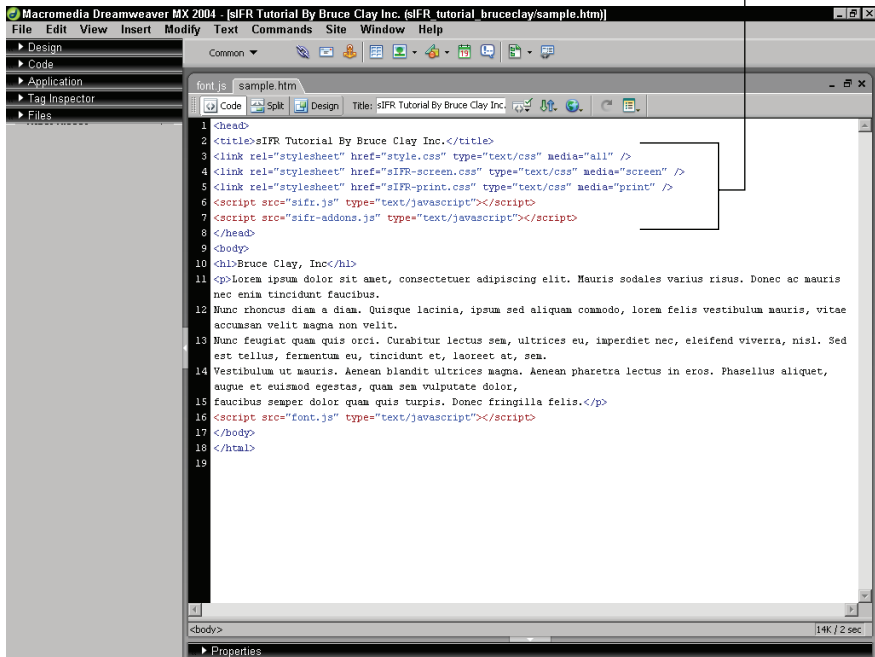 Macromedia Dreamweaver MX 2004 - [sIFR Tutorial By Bruce Clay Inc. (sIFR_tutorial_bruceclay/sample.htm)]
File Edit View Insert Modify Text Commands Site Window Help
Design
Code
Application
Tag Inspector
Files
Common
font.js sample.htm
Code Split Design Title: sIFR Tutorial By Bruce Clay Inc.
1 <head>
2 <title>sIFR Tutorial By Bruce Clay Inc.</title>
3 <link rel="stylesheet" href="style.css" type="text/css" media="all" />
4 <link rel="stylesheet" href="sIFR-screen.css" type="text/css" media="screen" />
5 <link rel="stylesheet" href="sIFR-print.css" type="text/css" media="print" />
6 <script src="sifr.js" type="text/javascript"></script>
7 <script src="sifr-addons.js" type="text/javascript"></script>
8 </head>
9 <body>
10 <h1>Bruce Clay, Inc</h1>
11 <p>Lorem ipsum dolor sit amet, consectetuer adipiscing elit. Mauris sodales varius risus. Donec ac mauris
nec enim tincidunt faucibus.
12 Nunc rhoncus diam a diam. Quisque lacinia, ipsum sed aliquam commodo, lorem felis vestibulum mauris, vitae
accumsan velit magna non velit.
13 Nunc feugiat quam quis orci. Curabitur lectus sem, ultrices eu, imperdiet nec, eleifend viverra, nisl. Sed
est tellus, fermentum eu, tincidunt et, laoreet at, sem.
14 Vestibulum ut mauris. Aenean blandit ultrices magna. Aenean pharetra lectus in eros. Phasellus aliquet,
augue et euismod egestas, quam sem vulputate dolor,
15 faucibus semper dolor quam quis turpis. Donec fringilla felis.</p>
16 <script src="font.js" type="text/javascript"></script>
17 </body>
18 </html>
19
<body> 14K / 2 sec
Properties